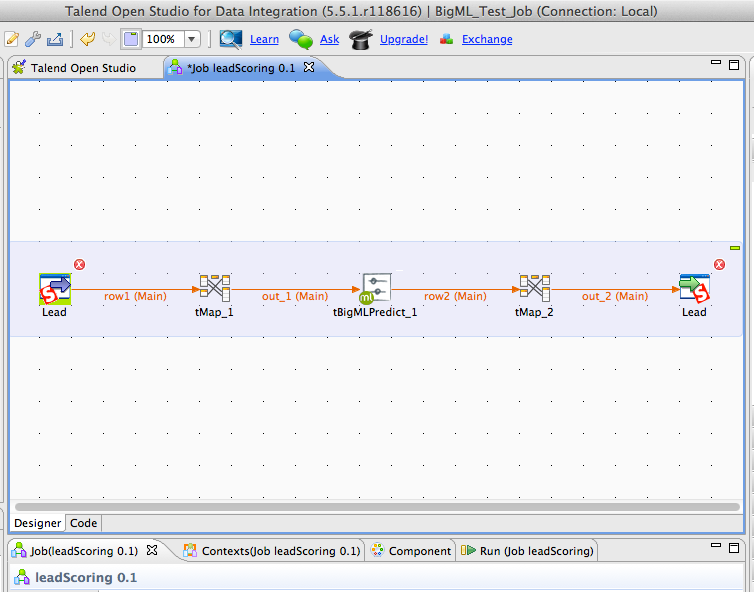 Talend Open Studio for Data Integration (5.5.1.r118616) | BigML_Test_Job (Connection: Local)
100% Learn Ask Upgrade! Exchange
Talend Open Studio *Job leadScoring 0.1
row1 (Main) out_1 (Main) ml row2 (Main) out_2 (Main)
Lead tMap_1 tBigMLPredict_1 tMap_2 Lead
Designer Code
Job(leadScoring 0.1) Contexts(Job leadScoring 0.1) Component Run (Job leadScoring)
leadScoring 0.1